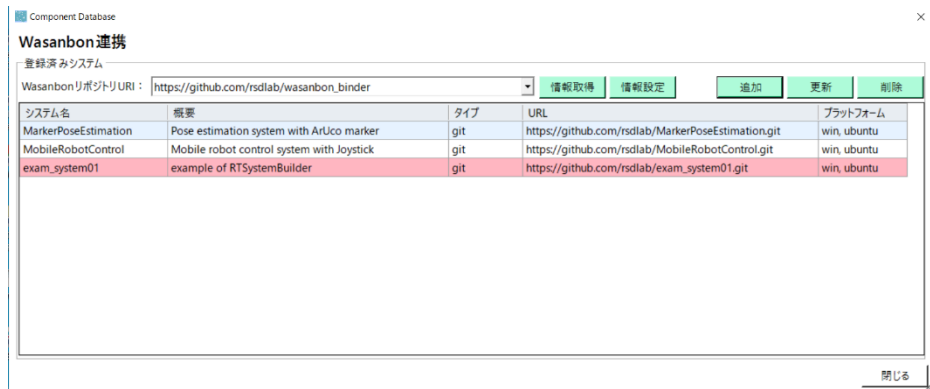 Component Database
Wasanbon連携
登録済みシステム
WasanbonリポジトリURI： https://github.com/rsdlab/wasanbon_binder 情報取得 情報設定 追加 更新 削除
システム名 概要 タイプ URL プラットフォーム
MarkerPoseEstimation Pose estimation system with ArUco marker git https://github.com/rsdlab/MarkerPoseEstimation.git win, ubuntu
MobileRobotControl Mobile robot control system with Joystick git https://github.com/rsdlab/MobileRobotControl.git win, ubuntu
exam_system01 example of RTSystemBuilder git https://github.com/rsdlab/exam_system01.git win, ubuntu
閉じる